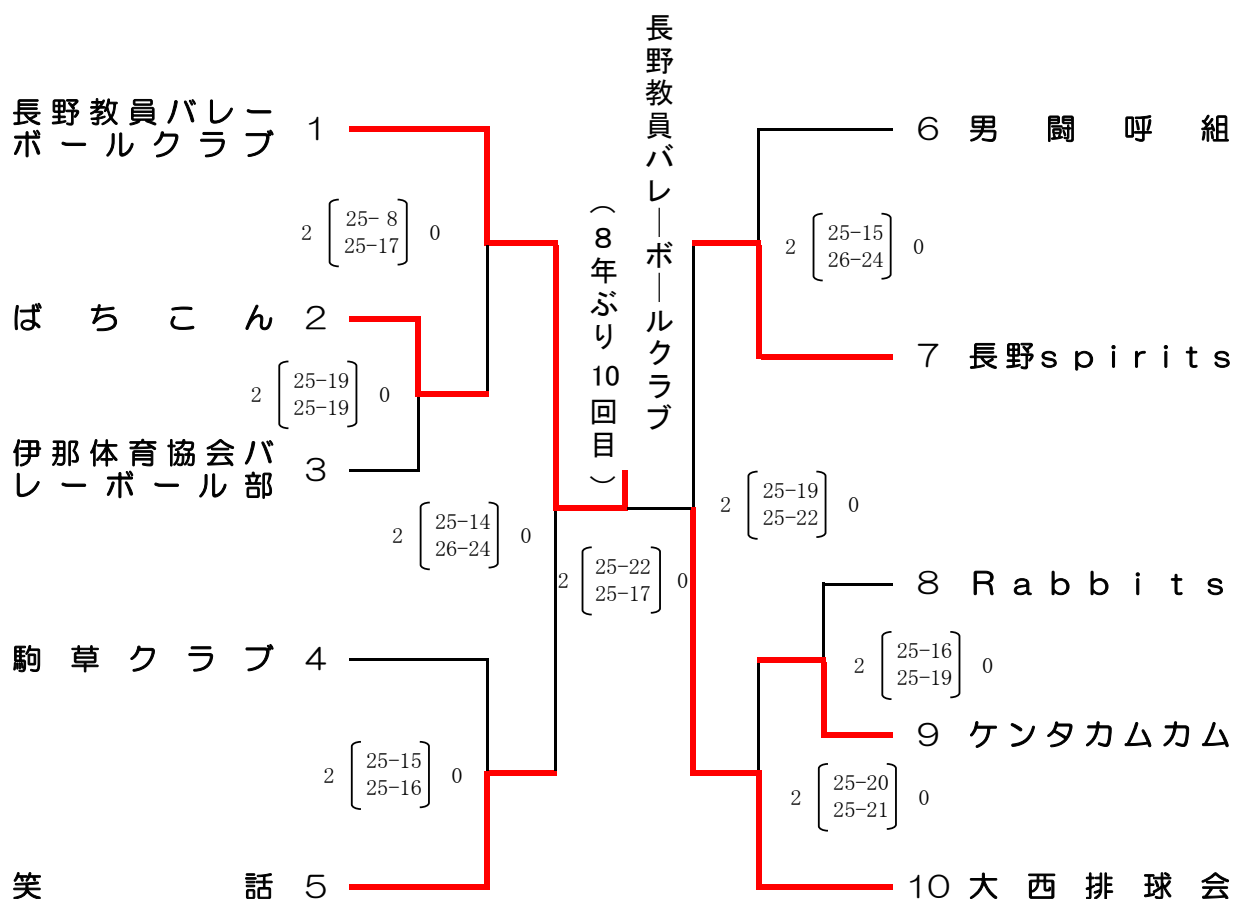 長野教員バレーボールクラブ
（8年ぶり10回目）
長野教員バレー
ボールクラブ 1
2 25- 8 0
25-17
ばちこん 2
2 25-19 0
25-19
伊那体育協会バ
レーボール部 3
2 25-14 0
26-24
駒草クラブ 4
2 25-15 0
25-16
笑話 5
2 25-22 0
25-17
6 男闘呼組
2 25-15 0
26-24
7 長野spirits
2 25-19 0
25-22
8 Rabbits
2 25-16 0
25-19
9 ケンタカムカム
2 25-20 0
25-21
10 大西排球会